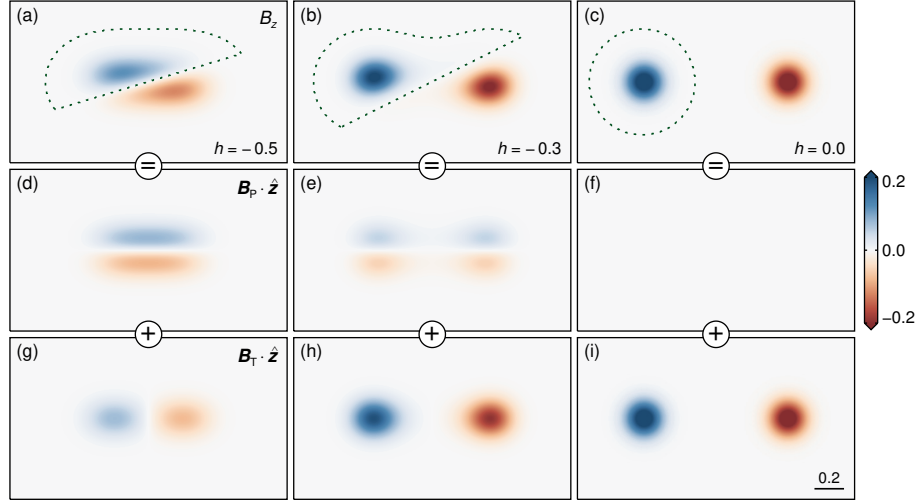 (a) B_z
(b)
(c)
h = −0.5
h = −0.3
h = 0.0
=
=
=
(d) B_P · ẑ
(e)
(f)
0.2
0.0
−0.2
+
+
+
(g) B_T · ẑ
(h)
(i)
0.2